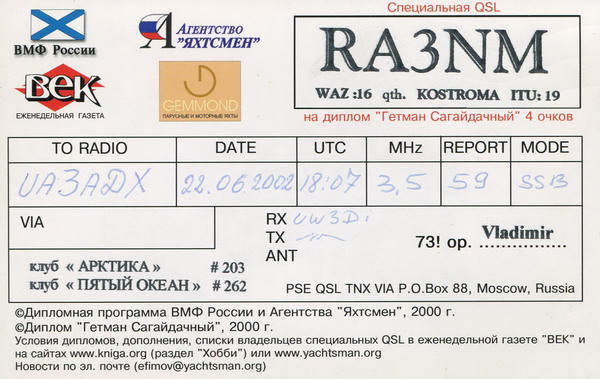 Специальная QSL
ВМФ России
Агентство "ЯХТСМЕН"
RA3NM
WAZ :16 qth. KOSTROMA ITU: 19
ВЕК
ЕЖЕНЕДЕЛЬНАЯ ГАЗЕТА
GEMMOND
ПАРУСНЫЕ И МОТОРНЫЕ ЯХТЫ
на диплом "Гетман Сагайдачный" 4 очков
TO RADIO DATE UTC MHz REPORT MODE
UA3ADX 22.06.2002 18:07 3,5 59 SSB
VIA
RX UW3Di
TX
ANT
73! op. Vladimir
клуб « АРКТИКА » # 203
клуб « ПЯТЫЙ ОКЕАН » # 262
PSE QSL TNX VIA P.O.Box 88, Moscow, Russia
©Дипломная программа ВМФ России и Агентства "Яхтсмен", 2000 г.
©Диплом "Гетман Сагайдачный", 2000 г.
Условия дипломов, дополнения, списки владельцев специальных QSL в еженедельной газете "ВЕК" и
на сайтах www.kniga.org (раздел "Хобби") или www.yachtsman.org
Новости по эл. почте (efimov@yachtsman.org)